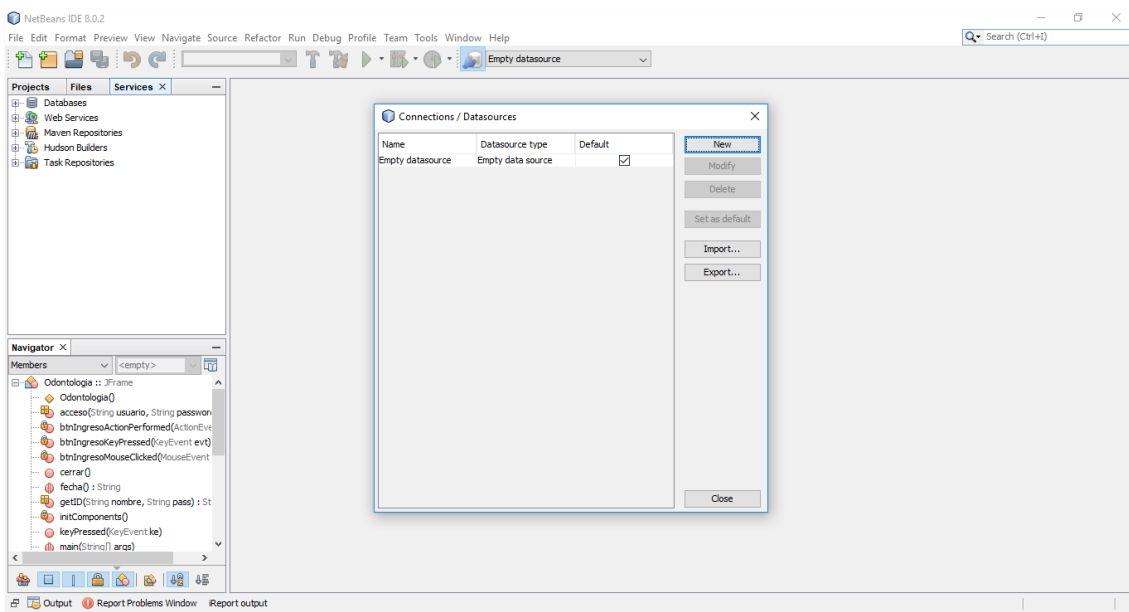 NetBeans IDE 8.0.2
File Edit Format Preview View Navigate Source Refactor Run Debug Profile Team Tools Window Help
Search (Ctrl+I)
Empty datasource
Projects Files Services
Databases
Web Services
Maven Repositories
Hudson Builders
Task Repositories
Connections / Datasources
Name Datasource type Default
Empty datasource Empty data source
New
Modify
Delete
Set as default
Import...
Export...
Close
Navigator
Members <empty>
Odontologia :: JFrame
Odontologia()
acceso(String usuario, String password
btnIngresoActionPerformed(ActionEve
btnIngresoKeyPressed(KeyEvent evt)
btnIngresoMouseClicked(MouseEvent
cerrar()
fecha() : String
getID(String nombre, String pass) : St
initComponents()
keyPressed(KeyEvent ke)
main(String[] args)
Output Report Problems Window iReport output